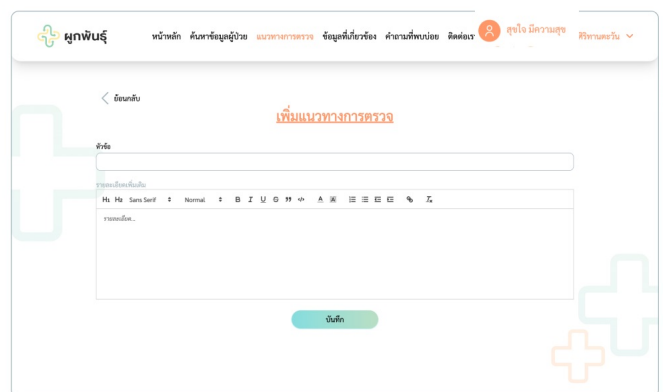 ผูกพันธุ์
หน้าหลัก ค้นหาข้อมูลผู้ป่วย แนวทางการตรวจ ข้อมูลที่เกี่ยวข้อง คำถามที่พบบ่อย ติดต่อเรา สุขใจ มีความสุข ศิริทานตะวัน
ย้อนกลับ
เพิ่มแนวทางการตรวจ
หัวข้อ
รายละเอียดเพิ่มเติม
H1 H2 Sans Serif Normal B I U S
รายละเอียด...
บันทึก